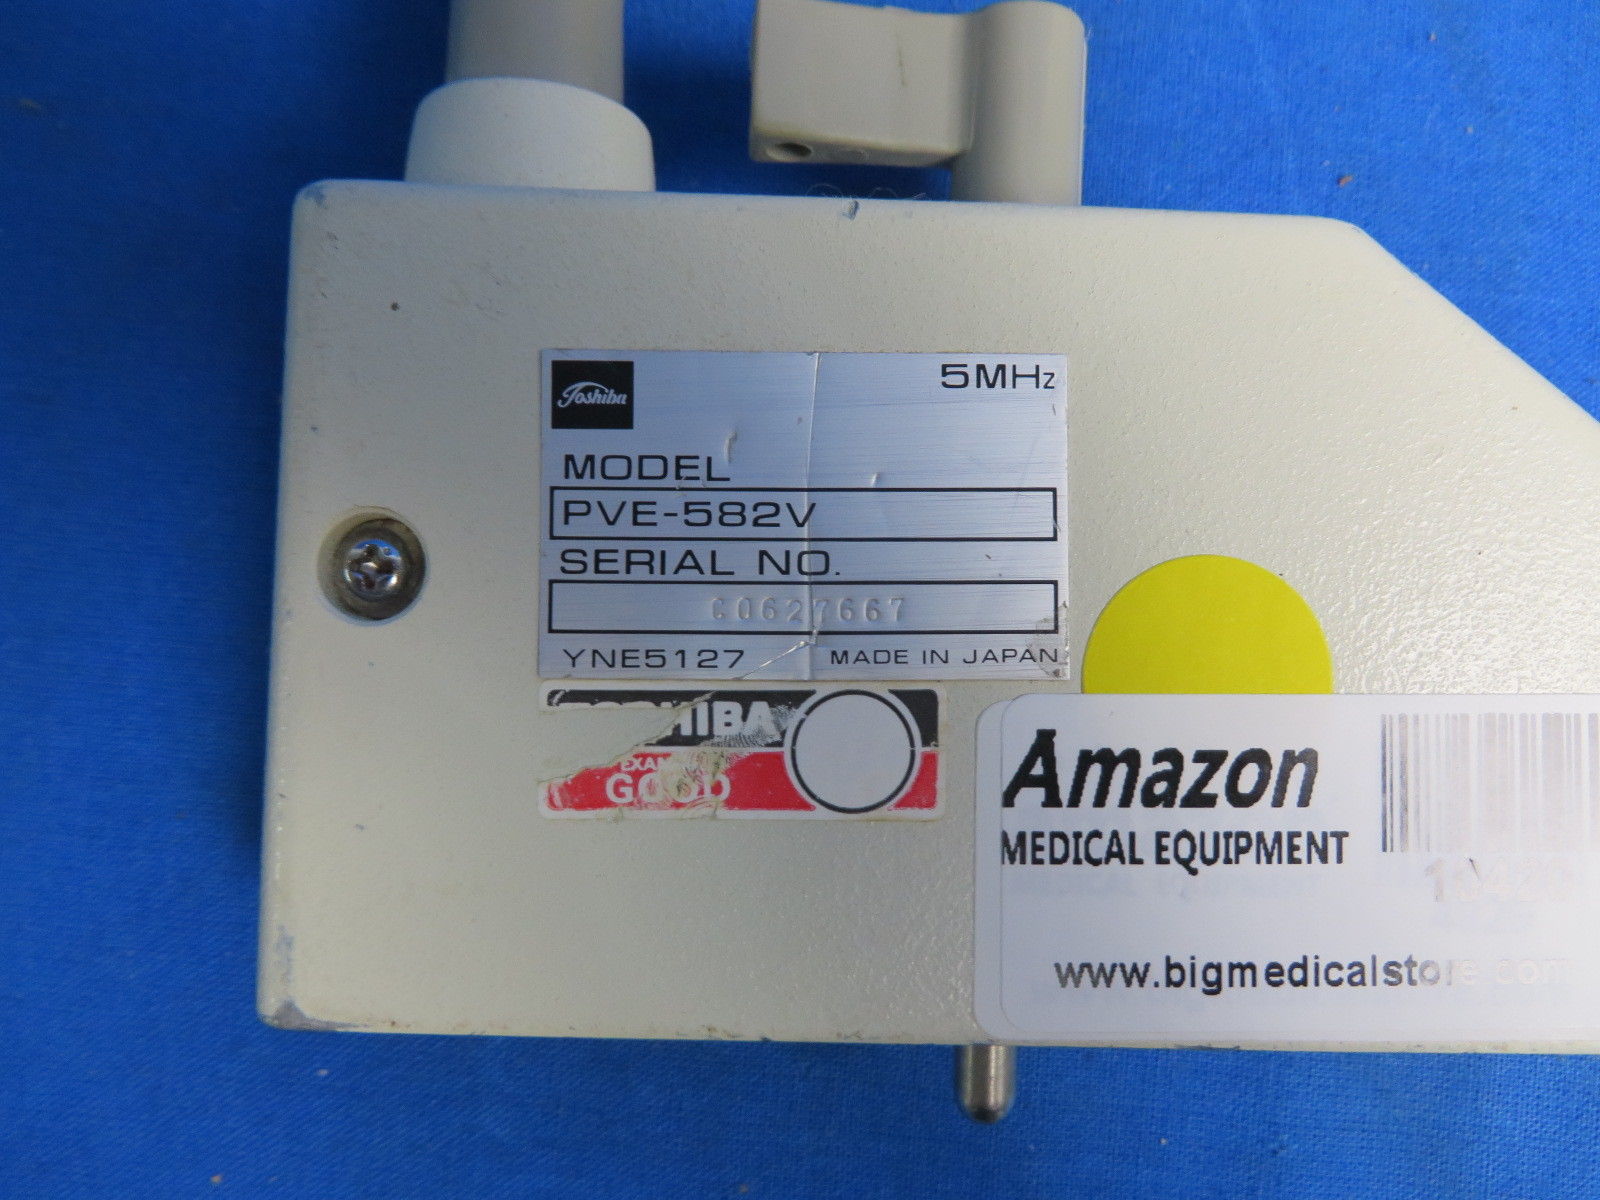 Toshiba
5MHz
MODEL
PVE-582V
SERIAL NO.
C0627667
YNE5127 MADE IN JAPAN
TOSHIBA
GOOD
Amazon
MEDICAL EQUIPMENT
www.bigmedicalstore.com